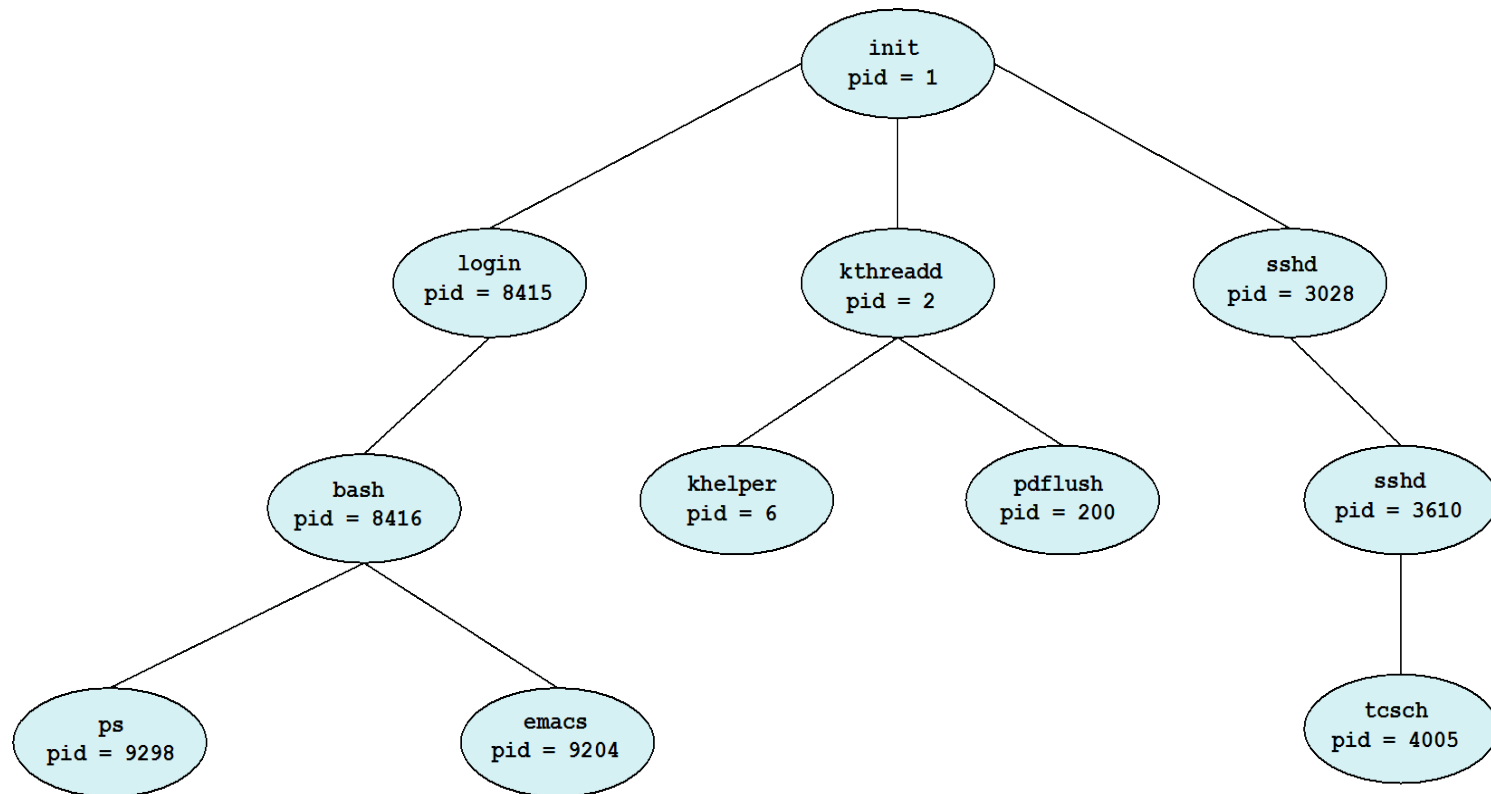 init
pid = 1
login
pid = 8415
kthreadd
pid = 2
sshd
pid = 3028
bash
pid = 8416
khelper
pid = 6
pdflush
pid = 200
sshd
pid = 3610
ps
pid = 9298
emacs
pid = 9204
tcsch
pid = 4005